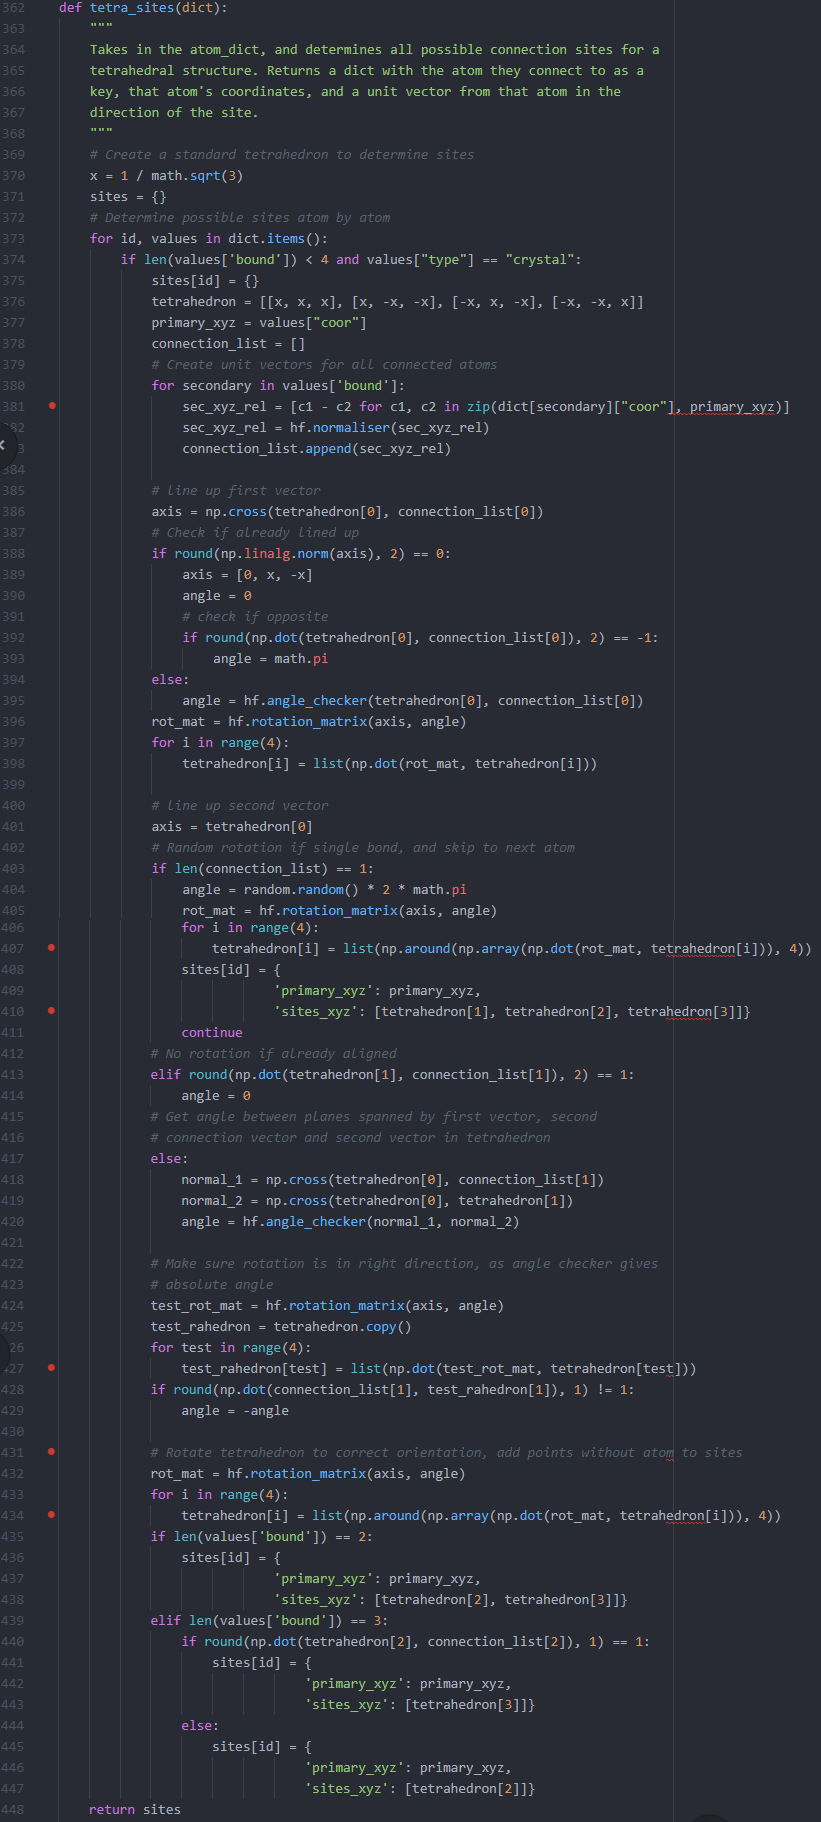 362 def tetra_sites(dict):
363 """
364 Takes in the atom_dict, and determines all possible connection sites for a
365 tetrahedral structure. Returns a dict with the atom they connect to as a
366 key, that atom's coordinates, and a unit vector from that atom in the
367 direction of the site.
368 """
369 # Create a standard tetrahedron to determine sites
370 x = 1 / math.sqrt(3)
371 sites = {}
372 # Determine possible sites atom by atom
373 for id, values in dict.items():
374 if len(values['bound']) < 4 and values["type"] == "crystal":
375 sites[id] = {}
376 tetrahedron = [[x, x, x], [x, -x, -x], [-x, x, -x], [-x, -x, x]]
377 primary_xyz = values["coor"]
378 connection_list = []
379 # Create unit vectors for all connected atoms
380 for secondary in values['bound']:
381 sec_xyz_rel = [c1 - c2 for c1, c2 in zip(dict[secondary]["coor"], primary_xyz)]
82 sec_xyz_rel = hf.normaliser(sec_xyz_rel)
3 connection_list.append(sec_xyz_rel)
384
385 # line up first vector
386 axis = np.cross(tetrahedron[0], connection_list[0])
387 # Check if already lined up
388 if round(np.linalg.norm(axis), 2) == 0:
389 axis = [0, x, -x]
390 angle = 0
391 # check if opposite
392 if round(np.dot(tetrahedron[0], connection_list[0]), 2) == -1:
393 angle = math.pi
394 else:
395 angle = hf.angle_checker(tetrahedron[0], connection_list[0])
396 rot_mat = hf.rotation_matrix(axis, angle)
397 for i in range(4):
398 tetrahedron[i] = list(np.dot(rot_mat, tetrahedron[i]))
399
400 # line up second vector
401 axis = tetrahedron[0]
402 # Random rotation if single bond, and skip to next atom
403 if len(connection_list) == 1:
404 angle = random.random() * 2 * math.pi
405 rot_mat = hf.rotation_matrix(axis, angle)
406 for i in range(4):
407 tetrahedron[i] = list(np.around(np.array(np.dot(rot_mat, tetrahedron[i])), 4))
408 sites[id] = {
409 'primary_xyz': primary_xyz,
410 'sites_xyz': [tetrahedron[1], tetrahedron[2], tetrahedron[3]]}
411 continue
412 # No rotation if already aligned
413 elif round(np.dot(tetrahedron[1], connection_list[1]), 2) == 1:
414 angle = 0
415 # Get angle between planes spanned by first vector, second
416 # connection vector and second vector in tetrahedron
417 else:
418 normal_1 = np.cross(tetrahedron[0], connection_list[1])
419 normal_2 = np.cross(tetrahedron[0], tetrahedron[1])
420 angle = hf.angle_checker(normal_1, normal_2)
421
422 # Make sure rotation is in right direction, as angle checker gives
423 # absolute angle
424 test_rot_mat = hf.rotation_matrix(axis, angle)
425 test_rahedron = tetrahedron.copy()
26 for test in range(4):
427 test_rahedron[test] = list(np.dot(test_rot_mat, tetrahedron[test]))
428 if round(np.dot(connection_list[1], test_rahedron[1]), 1) != 1:
429 angle = -angle
430
431 # Rotate tetrahedron to correct orientation, add points without atom to sites
432 rot_mat = hf.rotation_matrix(axis, angle)
433 for i in range(4):
434 tetrahedron[i] = list(np.around(np.array(np.dot(rot_mat, tetrahedron[i])), 4))
435 if len(values['bound']) == 2:
436 sites[id] = {
437 'primary_xyz': primary_xyz,
438 'sites_xyz': [tetrahedron[2], tetrahedron[3]]}
439 elif len(values['bound']) == 3:
440 if round(np.dot(tetrahedron[2], connection_list[2]), 1) == 1:
441 sites[id] = {
442 'primary_xyz': primary_xyz,
443 'sites_xyz': [tetrahedron[3]]}
444 else:
445 sites[id] = {
446 'primary_xyz': primary_xyz,
447 'sites_xyz': [tetrahedron[2]]}
448 return sites